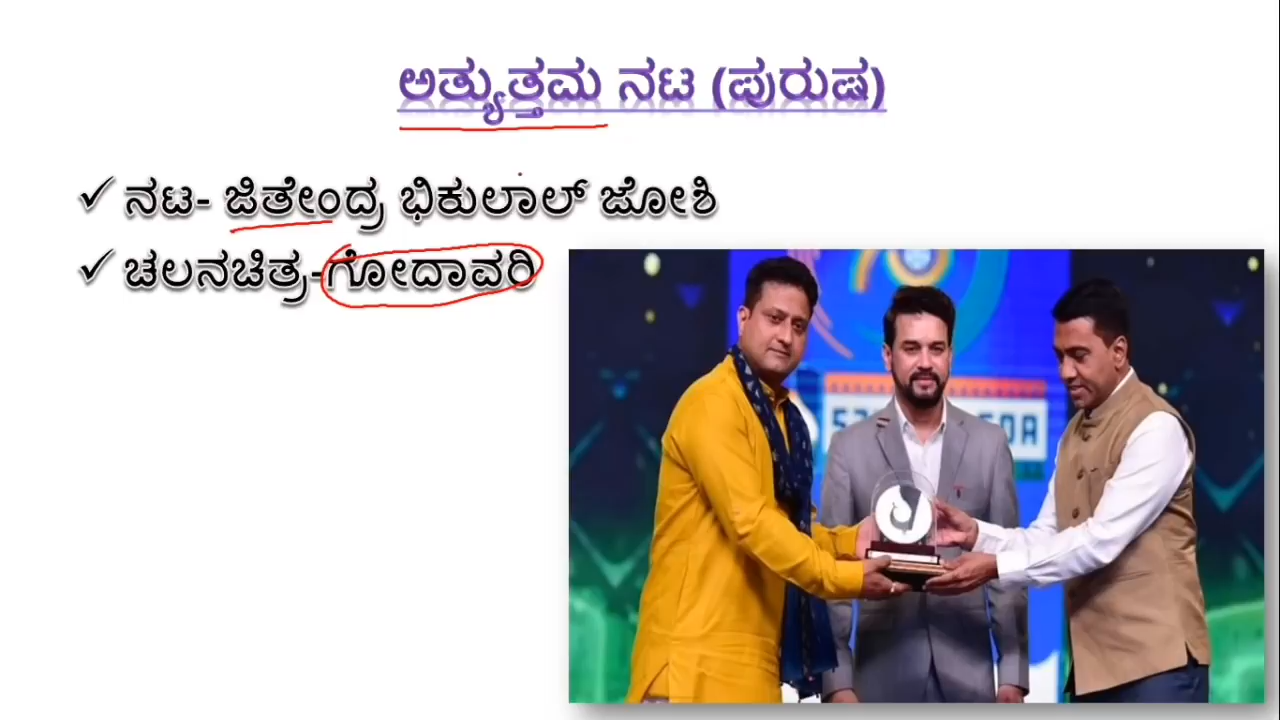 ಅತ್ಯುತ್ತಮ ನಟ (ಪುರುಷ)
✓ ನಟ- ಜಿತೇಂದ್ರ ಭಿಕುಲಾಲ್ ಜೋಶಿ
✓ ಚಲನಚಿತ್ರ-ಗೋದಾವರಿ